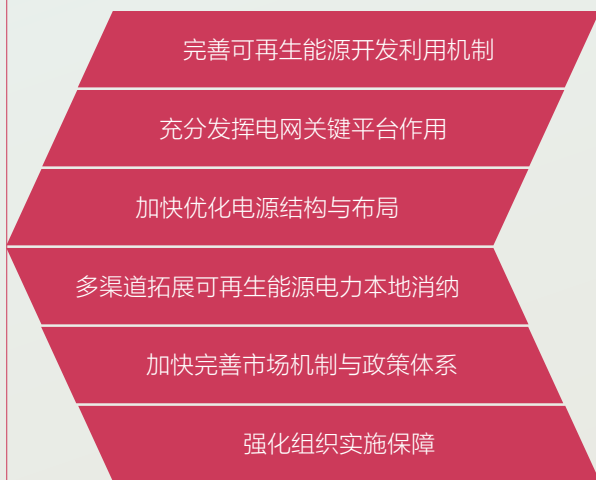 完善可再生能源开发利用机制
充分发挥电网关键平台作用
加快优化电源结构与布局
多渠道拓展可再生能源电力本地消纳
加快完善市场机制与政策体系
强化组织实施保障